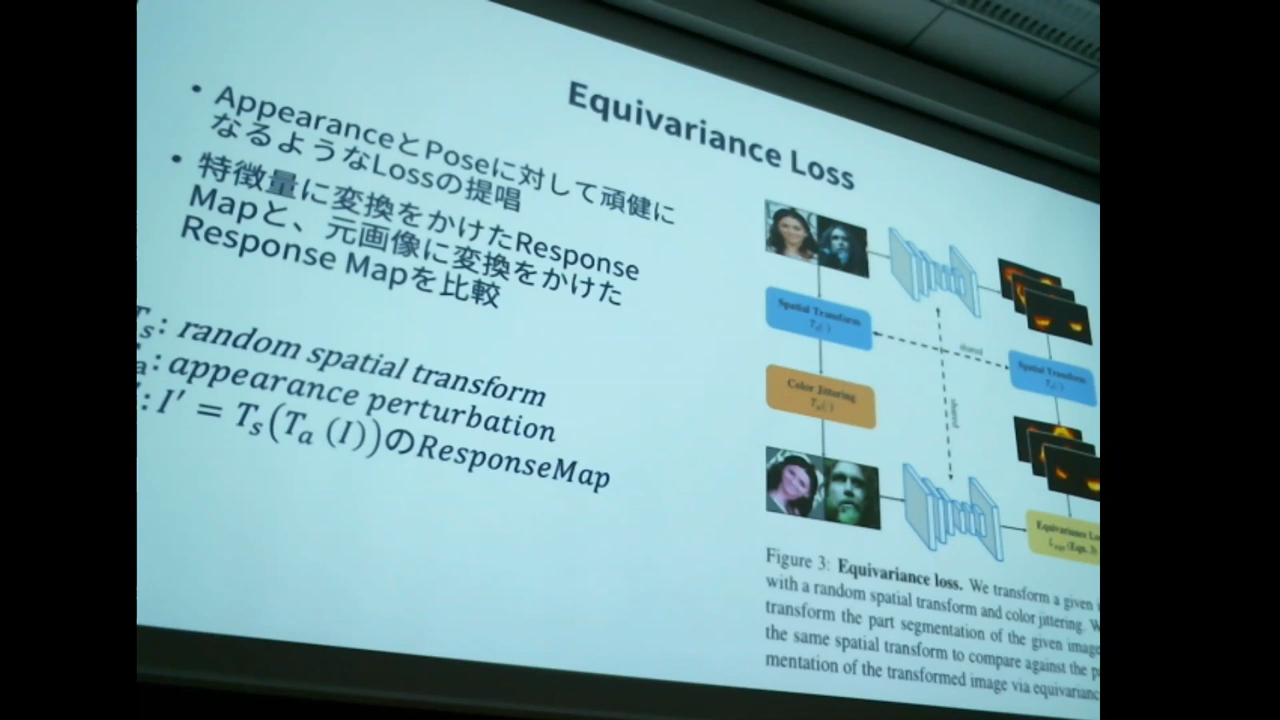 Equivariance Loss
• AppearanceとPoseに対して頑健に
なるようなLossの提唱
• 特徴量に変換をかけたResponse
Mapと、元画像に変換をかけた
Response Mapを比較
s: random spatial transform
a: appearance perturbation
: I' = Ts(Ta (I))のResponseMap
Spatial Transform
shared
Spatial Transform
Color Jittering
shared
Equivariance
(Eqn. 3)
Figure 3: Equivariance loss. We transform a given
with a random spatial transform and color jittering.
transform the part segmentation of the given image
the same spatial transform to compare against the
mentation of the transformed image via